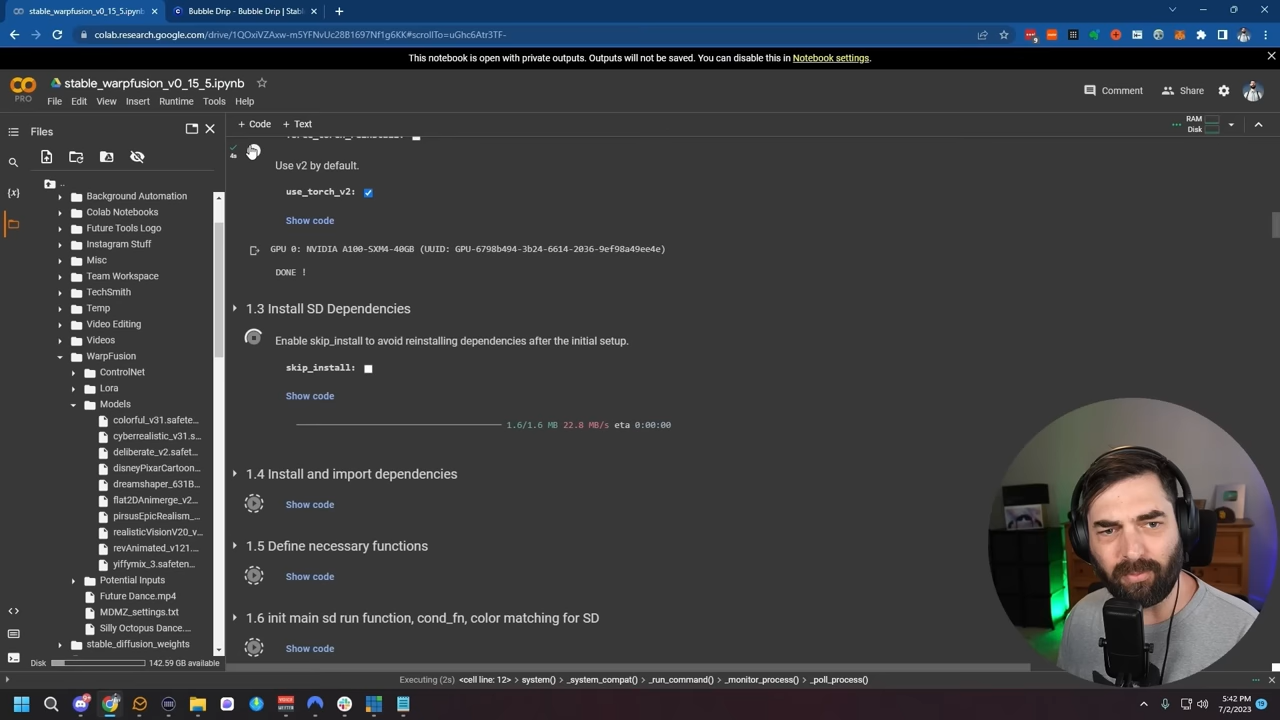 stable_warpfusion_v0_15_5.ipynb
Bubble Drip - Bubble Drip | Stabl
colab.research.google.com/drive/1QOxiVZAxw-m5YFNvUc28B1697Nf1g6KK#scrollTo=uGhc6Atr3TF-
This notebook is open with private outputs. Outputs will not be saved. You can disable this in Notebook settings.
stable_warpfusion_v0_15_5.ipynb
PRO
File Edit View Insert Runtime Tools Help
Comment
Share
Files
+ Code + Text
RAM
Disk
..
Background Automation
Colab Notebooks
Future Tools Logo
Instagram Stuff
Misc
Team Workspace
TechSmith
Temp
Video Editing
Videos
WarpFusion
ControlNet
Lora
Models
colorful_v31.safete...
cyberrealistic_v31.s...
deliberate_v2.safet...
disneyPixarCartoon...
dreamshaper_631B...
flat2DAnimerge_v2...
pirsusEpicRealism_...
realisticVisionV20_v...
revAnimated_v121....
yiffymix_3.safeten...
Potential Inputs
Future Dance.mp4
MDMZ_settings.txt
Silly Octopus Dance....
stable_diffusion_weights
Disk 142.59 GB available
4s
Use v2 by default.
use_torch_v2:
Show code
GPU 0: NVIDIA A100-SXM4-40GB (UUID: GPU-6798b494-3b24-6614-2036-9ef98a49ee4e)
DONE !
1.3 Install SD Dependencies
Enable skip_install to avoid reinstalling dependencies after the initial setup.
skip_install:
Show code
1.6/1.6 MB 22.8 MB/s eta 0:00:00
1.4 Install and import dependencies
Show code
1.5 Define necessary functions
Show code
1.6 init main sd run function, cond_fn, color matching for SD
Show code
Executing (2s) <cell line: 12> system() _system_compat() _run_command() _monitor_process() _poll_process()
5:42 PM
7/2/2023